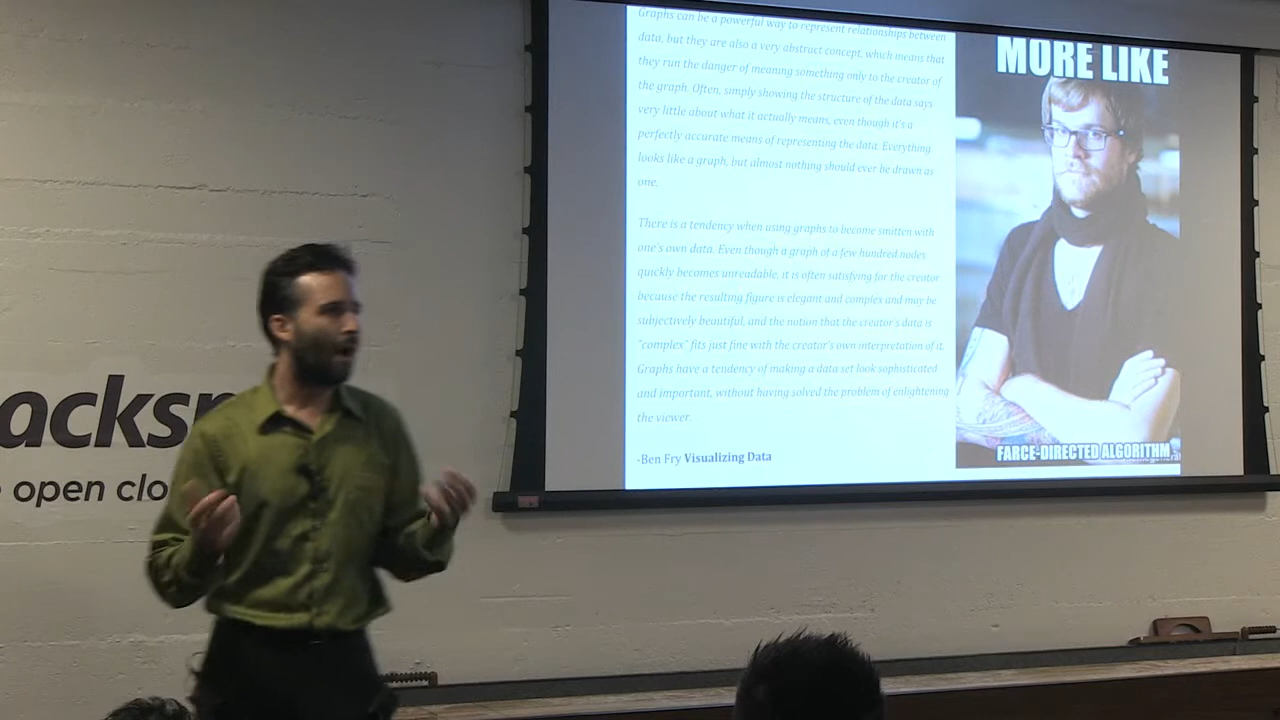 Graphs can be a powerful way to represent relationships between
data, but they are also a very abstract concept, which means that
they run the danger of meaning something only to the creator of
the graph. Often, simply showing the structure of the data says
very little about what it actually means, even though it's a
perfectly accurate means of representing the data. Everything
looks like a graph, but almost nothing should ever be drawn as
one.
There is a tendency when using graphs to become smitten with
one's own data. Even though a graph of a few hundred nodes
quickly becomes unreadable, it is often satisfying for the creator
because the resulting figure is elegant and complex and may be
subjectively beautiful, and the notion that the creator's data is
"complex" fits just fine with the creator's own interpretation of it.
Graphs have a tendency of making a data set look sophisticated
and important, without having solved the problem of enlightening
the viewer.
-Ben Fry Visualizing Data
MORE LIKE
FARCE-DIRECTED ALGORITHM
acksp
open clo